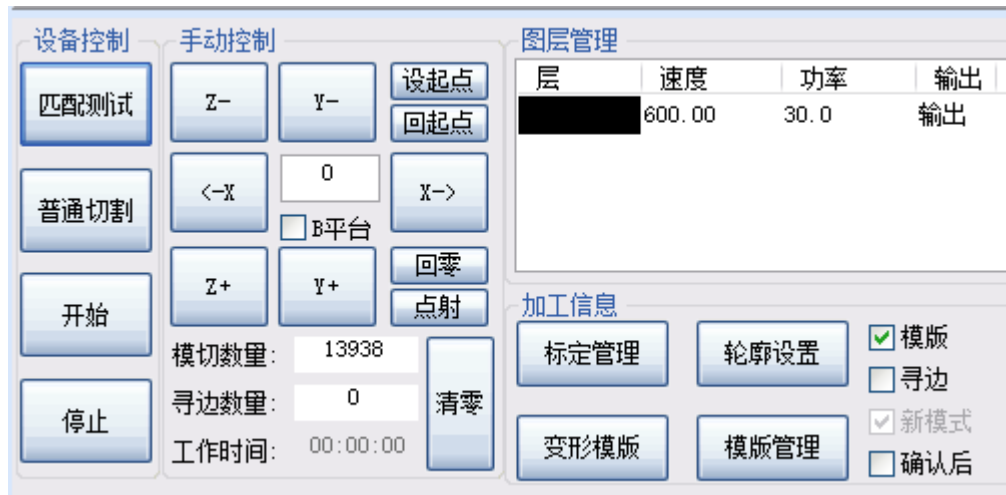 设备控制
匹配测试
普通切割
开始
停止
手动控制
Z- Y- 设起点
回起点
<-X 0 X->
B平台
Z+ Y+ 回零
点射
模切数量: 13938
寻边数量: 0
工作时间: 00:00:00
清零
图层管理
层 速度 功率 输出
600.00 30.0 输出
加工信息
标定管理 轮廓设置
变形模版 模版管理
模版
寻边
新模式
确认后